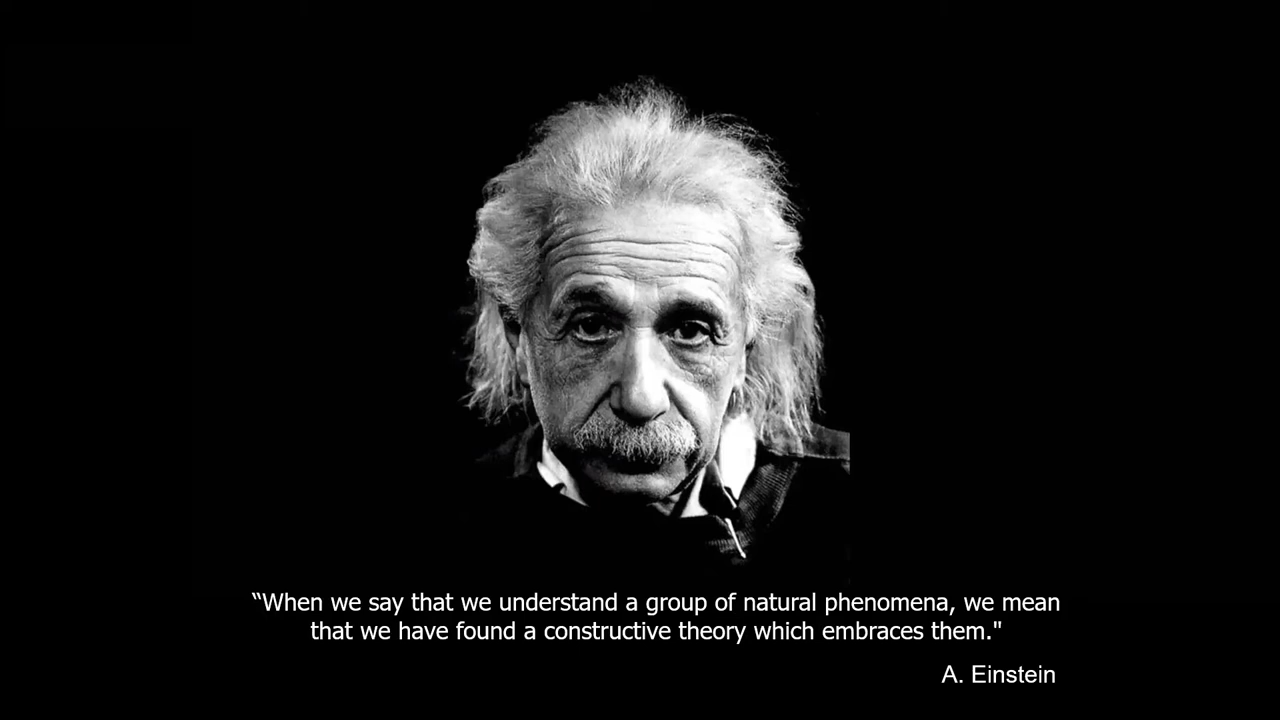 “When we say that we understand a group of natural phenomena, we mean
that we have found a constructive theory which embraces them."
A. Einstein